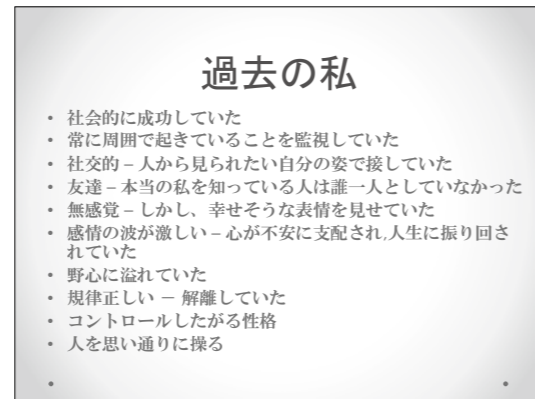 過去の私
• 社会的に成功していた
• 常に周囲で起きていることを監視していた
• 社交的 – 人から見られたい自分の姿で接していた
• 友達 – 本当の私を知っている人は誰一人としていなかった
• 無感覚 – しかし、幸せそうな表情を見せていた
• 感情の波が激しい – 心が不安に支配され,人生に振り回さ
れていた
• 野心に溢れていた
• 規律正しい － 解離していた
• コントロールしたがる性格
• 人を思い通りに操る